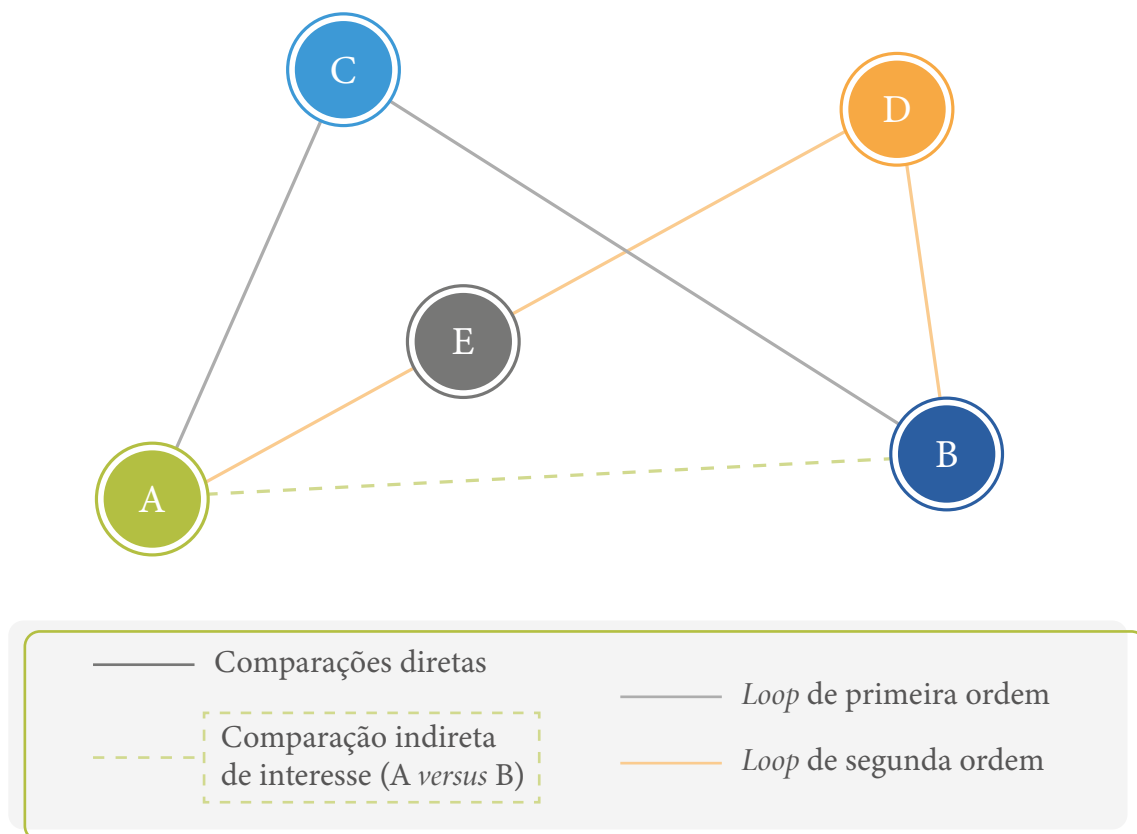 C
D
E
B
A
Comparações diretas
Comparação indireta
de interesse (A versus B)
Loop de primeira ordem
Loop de segunda ordem